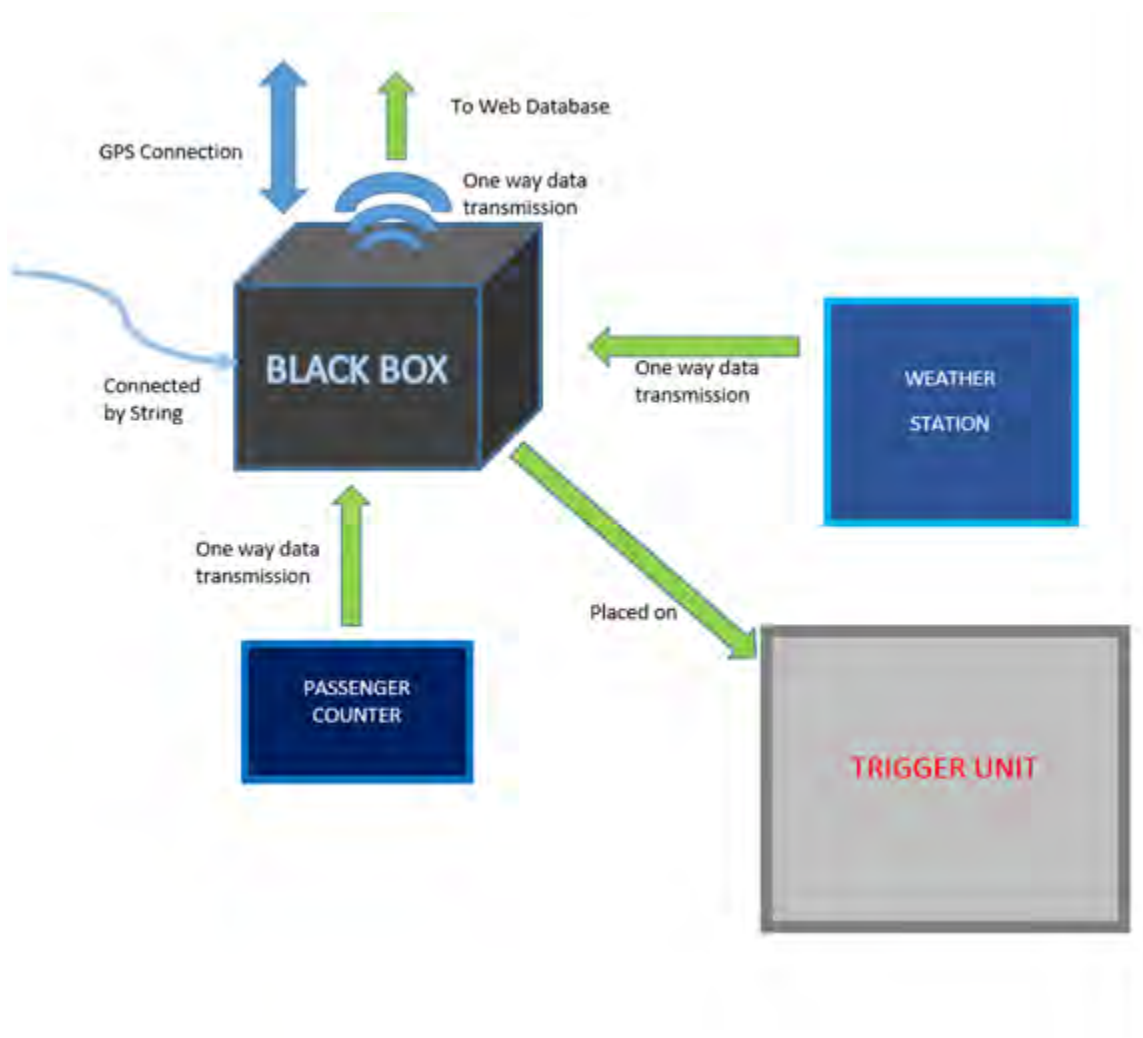 To Web Database
GPS Connection
One way data
transmission
BLACK BOX
Connected
by String
One way data
transmission
WEATHER
STATION
One way data
transmission
Placed on
PASSENGER
COUNTER
TRIGGER UNIT